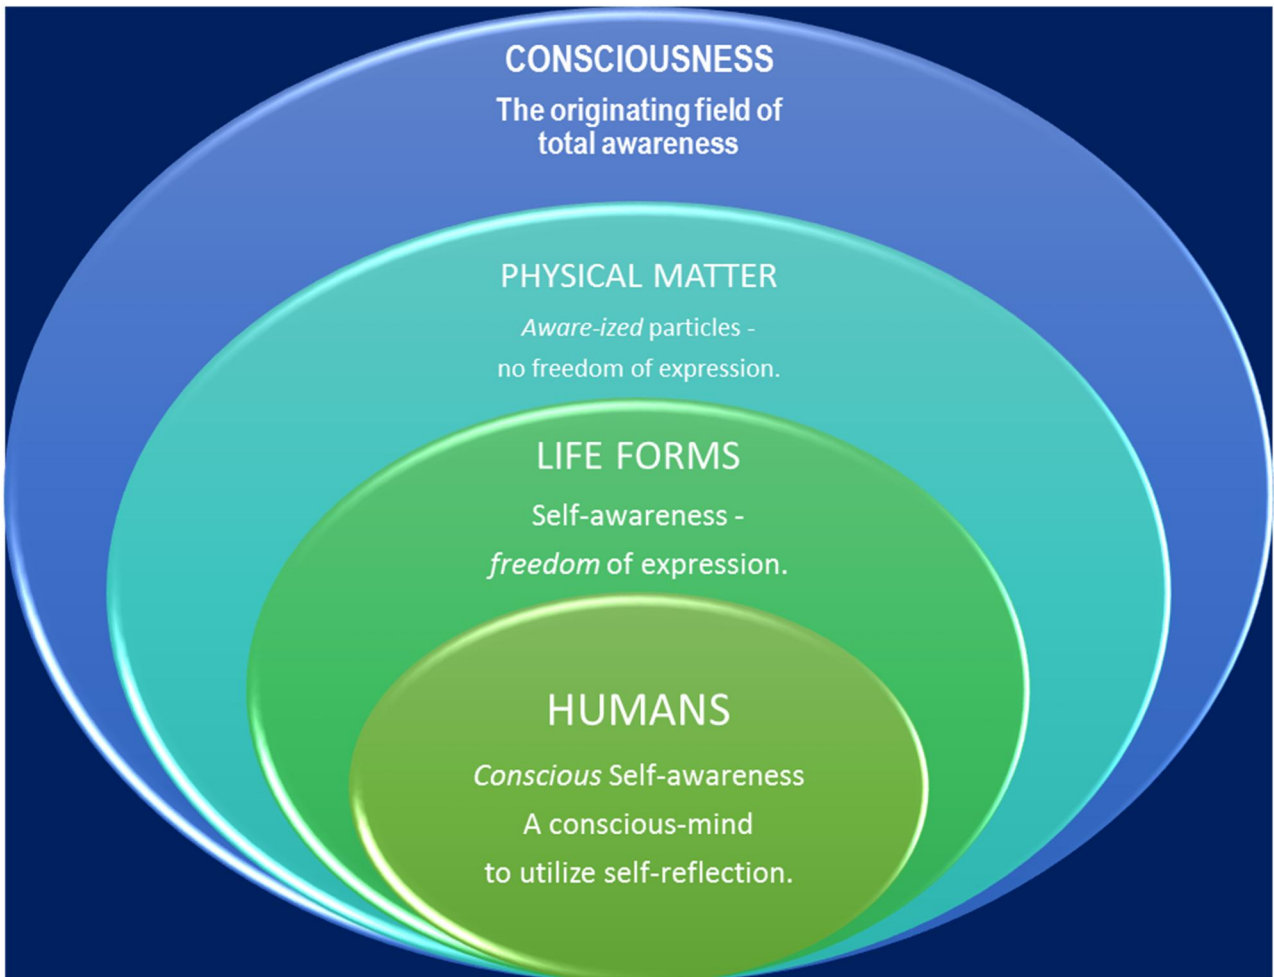 CONSCIOUSNESS
The originating field of
total awareness
PHYSICAL MATTER
Aware-ized particles -
no freedom of expression.
LIFE FORMS
Self-awareness -
freedom of expression.
HUMANS
Conscious Self-awareness
A conscious-mind
to utilize self-reflection.